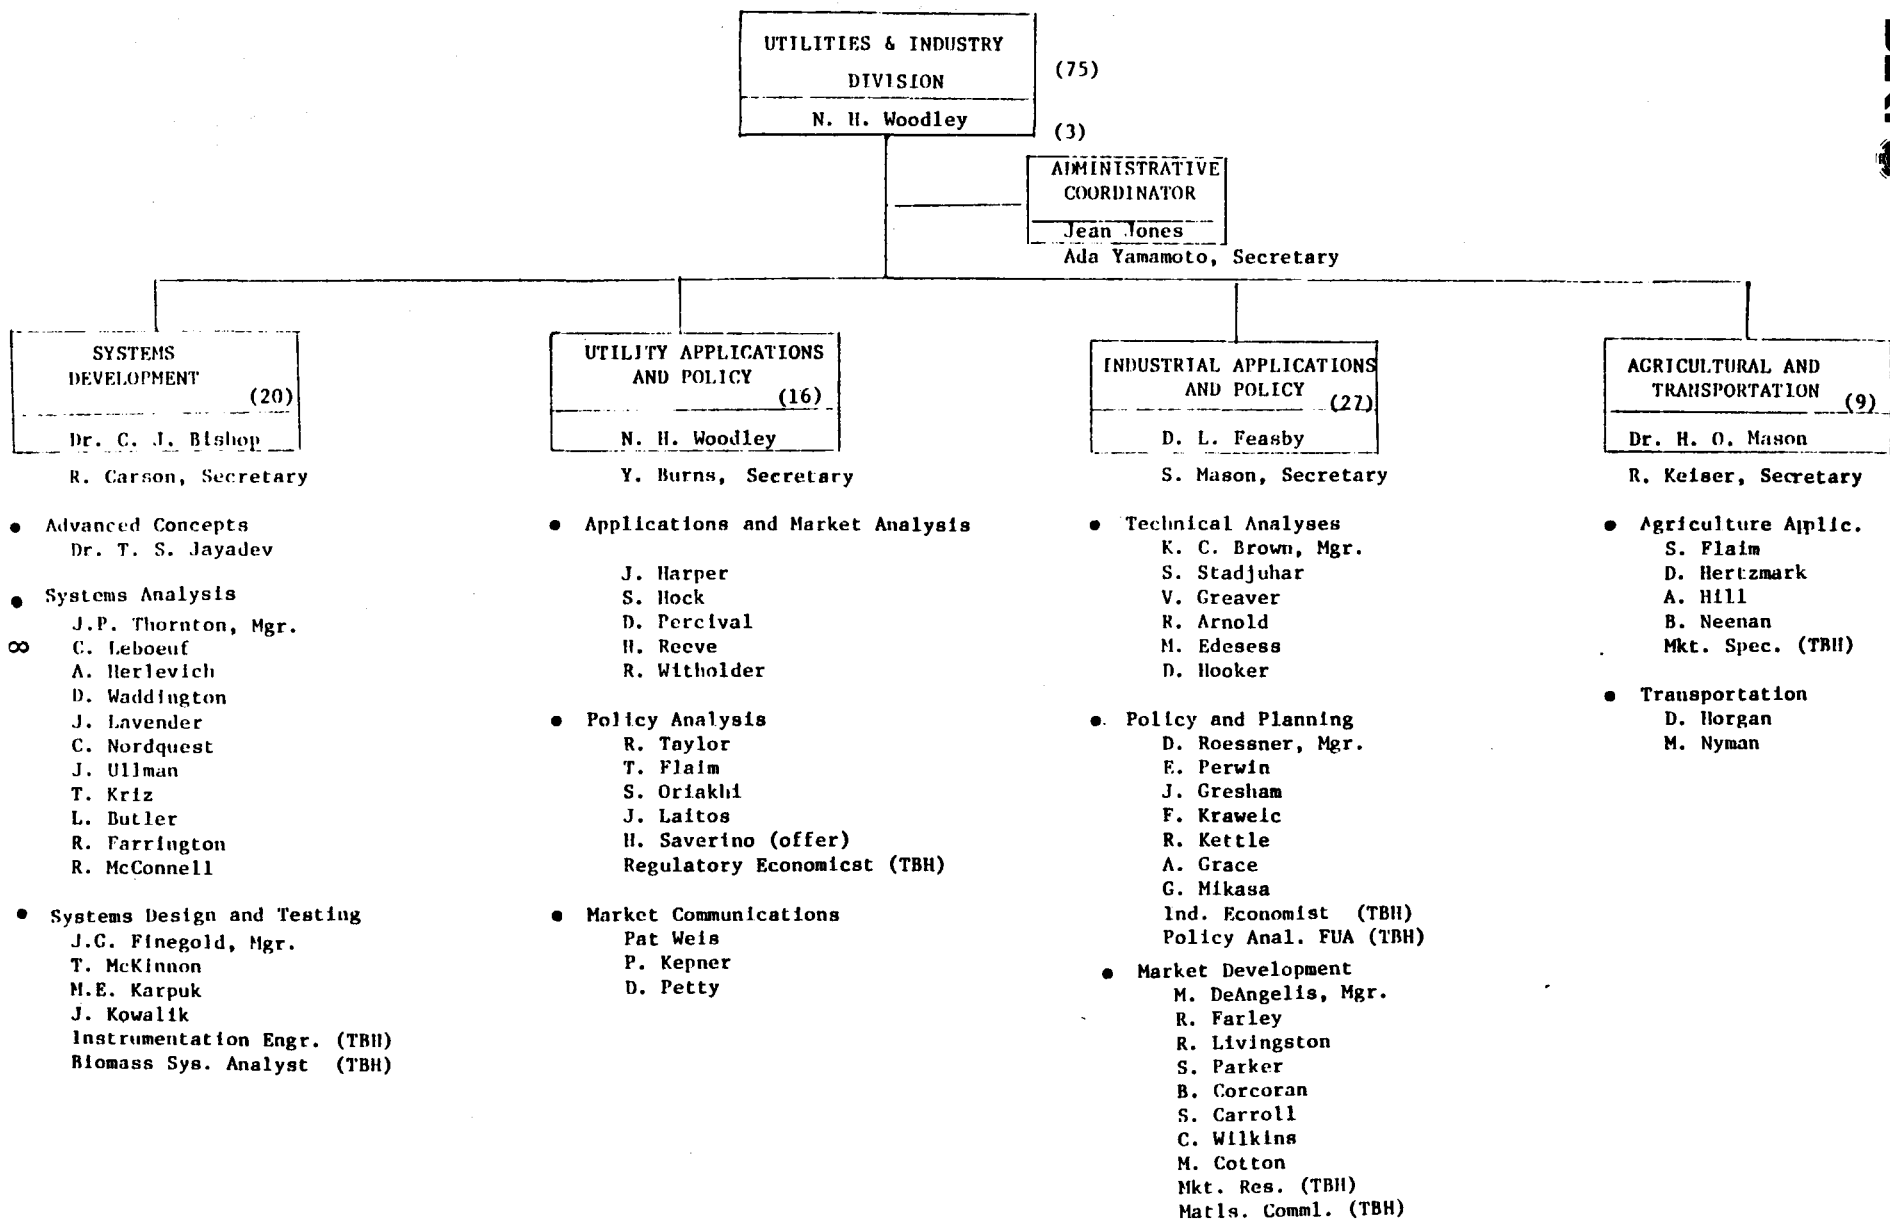 UTILITIES & INDUSTRY
DIVISION
(75)
N. H. Woodley
(3)
ADMINISTRATIVE
COORDINATOR
Jean Jones
Ada Yamamoto, Secretary
SYSTEMS
DEVELOPMENT
(20)
Dr. C. J. Bishop
R. Carson, Secretary
• Advanced Concepts
Dr. T. S. Jayadev
• Systems Analysis
J.P. Thornton, Mgr.
8
C. Leboeuf
A. Herlevich
D. Waddington
J. Lavender
C. Nordquest
J. Ullman
T. Kriz
L. Butler
R. Farrington
R. McConnell
• Systems Design and Testing
J.C. Finegold, Mgr.
T. McKinnon
M.E. Karpuk
J. Kowalik
Instrumentation Engr. (TBH)
Biomass Sys. Analyst (TBH)
UTILITY APPLICATIONS
AND POLICY
(16)
N. H. Woodley
Y. Burns, Secretary
• Applications and Market Analysis
J. Harper
S. Hock
D. Percival
H. Reeve
R. Witholder
• Policy Analysis
R. Taylor
T. Flaim
S. Oriakhi
J. Laitos
H. Saverino (offer)
Regulatory Economicst (TBH)
• Market Communications
Pat Weis
P. Kepner
D. Petty
INDUSTRIAL APPLICATIONS
AND POLICY
(27)
D. L. Feasby
S. Mason, Secretary
• Technical Analyses
K. C. Brown, Mgr.
S. Stadjuhar
V. Greaver
R. Arnold
M. Edesess
D. Hooker
• Policy and Planning
D. Roessner, Mgr.
E. Perwin
J. Gresham
F. Kraweic
R. Kettle
A. Grace
G. Mikasa
Ind. Economist (TBH)
Policy Anal. FUA (TBH)
• Market Development
M. DeAngelis, Mgr.
R. Farley
R. Livingston
S. Parker
B. Corcoran
S. Carroll
C. Wilkins
M. Cotton
Mkt. Res. (TBH)
Matls. Comml. (TBH)
AGRICULTURAL AND
TRANSPORTATION
(9)
Dr. H. O. Mason
R. Keiser, Secretary
• Agriculture Applic.
S. Flaim
D. Hertzmark
A. Hill
B. Neenan
Mkt. Spec. (TBH)
• Transportation
D. Horgan
M. Nyman